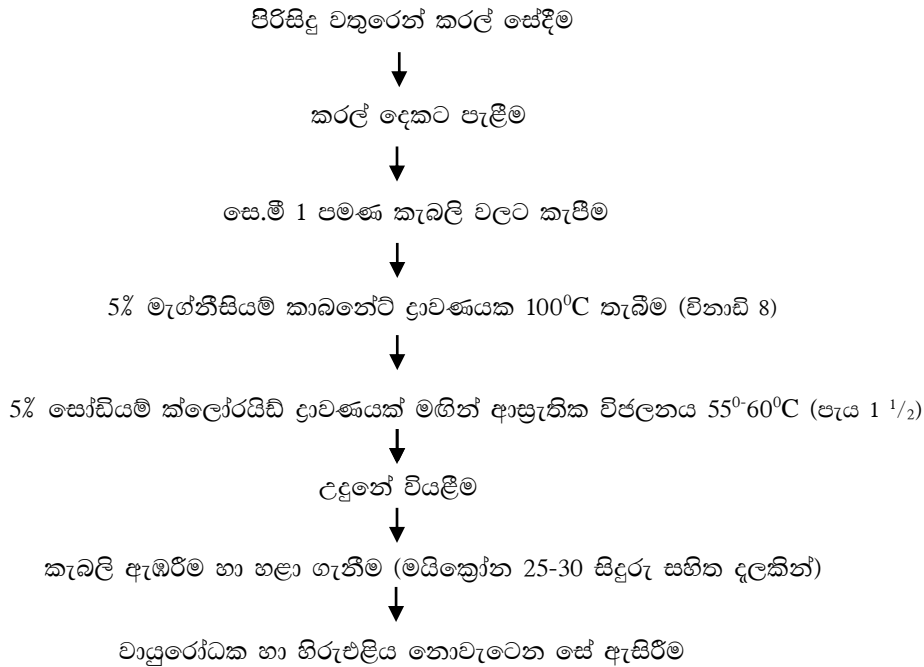 පිරිසිදු වතුරෙන් කරල් සේදීම
කරල් දෙකට පැළීම
සෙ.මී 1 පමණ කැබලි වලට කැපීම
5% මැග්නීසියම් කාබනේට් ද්‍රාවණයක 100⁰C තැබීම (විනාඩි 8)
5% සෝඩියම් ක්ලෝරයිඩ් ද්‍රාවණයක් මඟින් ආස්‍රැතික විජලනය 55⁰⁻60⁰C (පැය 1 ¹/₂)
උදුනේ වියළීම
කැබලි ඇඹරීම හා හළා ගැනීම (මයික්‍රෝන 25-30 සිදුරු සහිත දැලකින්)
වායුරෝධක හා හිරුඑළිය නොවැටෙන සේ ඇසිරීම